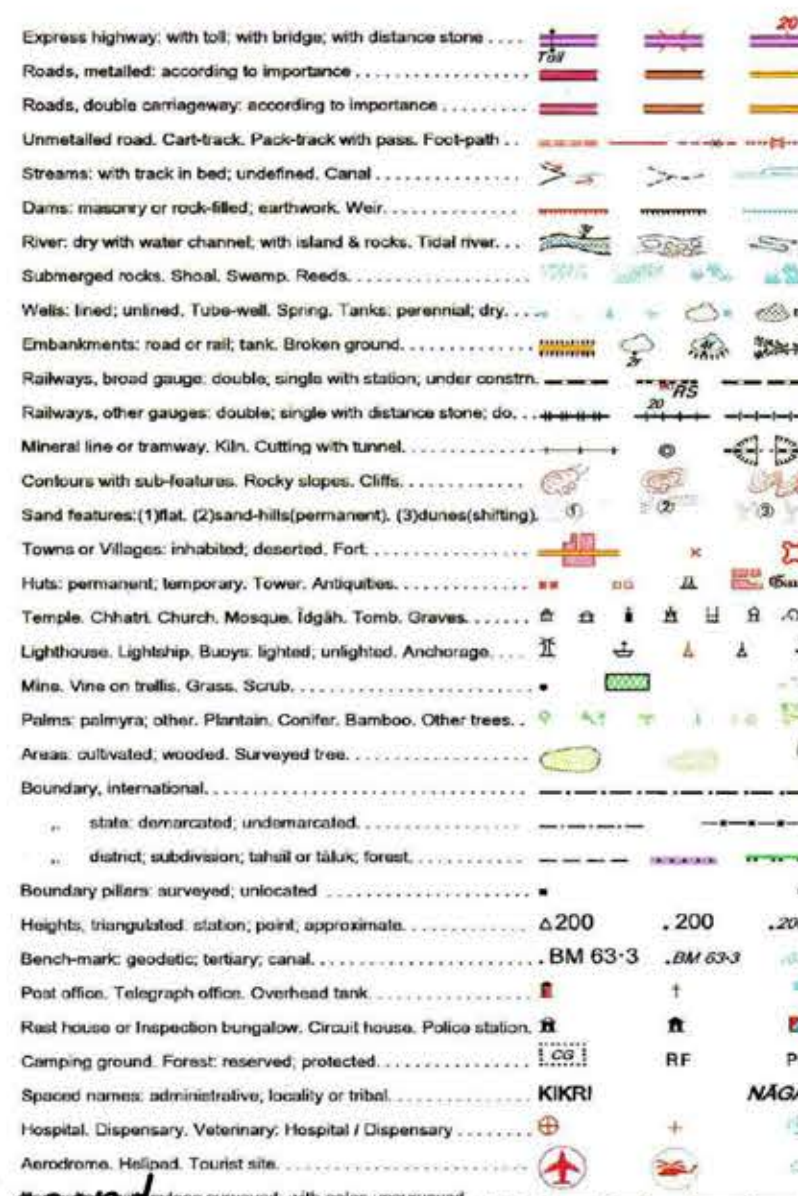 Express highway: with toll; with bridge; with distance stone .... Toll 20
Roads, metalled: according to importance
Roads, double carriageway: according to importance
Unmetalled road. Cart-track. Pack-track with pass. Foot-path
Streams: with track in bed; undefined. Canal
Dams: masonry or rock-filled; earthwork. Weir
River: dry with water channel; with island & rocks. Tidal river
Submerged rocks. Shoal. Swamp. Reeds
Wells: lined; unlined. Tube-well. Spring. Tanks: perennial; dry
Embankments: road or rail; tank. Broken ground
Railways, broad gauge: double; single with station; under constrn. RS
Railways, other gauges: double; single with distance stone; do. 20
Mineral line or tramway. Kiln. Cutting with tunnel
Contours with sub-features. Rocky slopes. Cliffs
Sand features:(1)flat. (2)sand-hills(permanent). (3)dunes(shifting). 1 2 3
Towns or Villages: inhabited; deserted. Fort
Huts: permanent; temporary. Tower. Antiquities
Temple. Chhatri. Church. Mosque. Īdgāh. Tomb. Graves
Lighthouse. Lightship. Buoys: lighted; unlighted. Anchorage
Mine. Vine on trellis. Grass. Scrub
Palms: palmyra; other. Plantain. Conifer. Bamboo. Other trees
Areas: cultivated; wooded. Surveyed tree
Boundary, international
,, state: demarcated; undemarcated
,, district; subdivision; tahsil or tāluk; forest
Boundary pillars: surveyed; unlocated
Heights, triangulated: station; point; approximate △200 .200 .200
Bench-mark: geodetic; tertiary; canal .BM 63·3 .BM 63·3
Post office. Telegraph office. Overhead tank
Rest house or Inspection bungalow. Circuit house. Police station.
Camping ground. Forest: reserved; protected CG RF P
Spaced names: administrative; locality or tribal KIKRI NĀGA
Hospital. Dispensary. Veterinary: Hospital / Dispensary
Aerodrome. Helipad. Tourist site